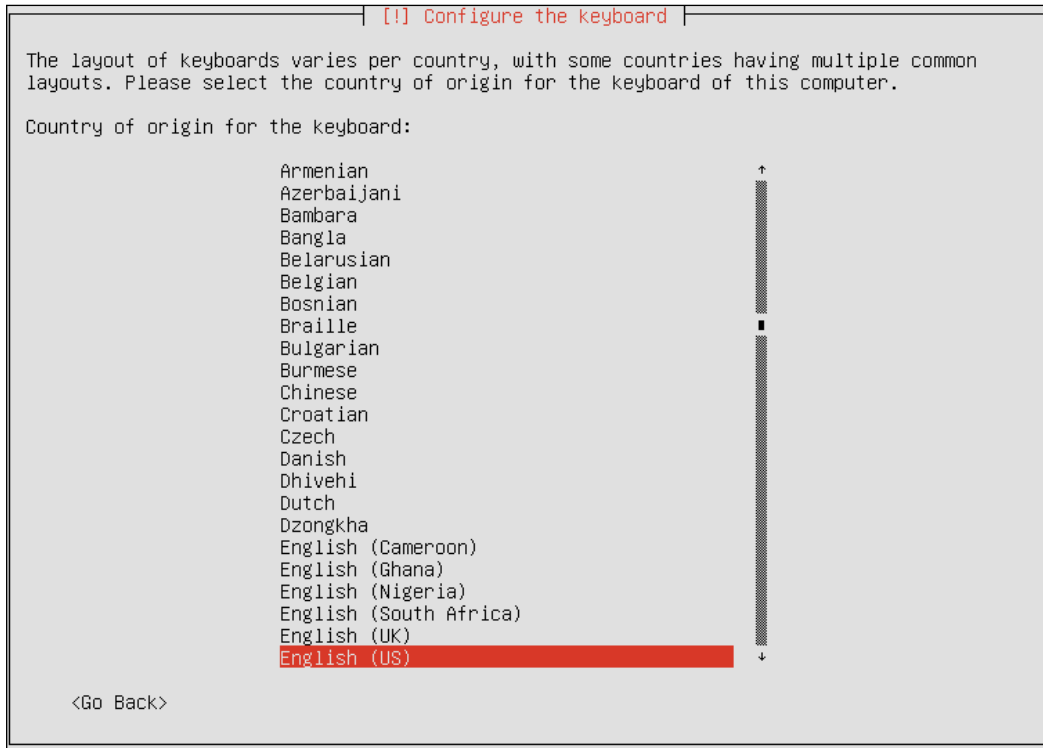 [!] Configure the keyboard
The layout of keyboards varies per country, with some countries having multiple common
layouts. Please select the country of origin for the keyboard of this computer.
Country of origin for the keyboard:
Armenian
Azerbaijani
Bambara
Bangla
Belarusian
Belgian
Bosnian
Braille
Bulgarian
Burmese
Chinese
Croatian
Czech
Danish
Dhivehi
Dutch
Dzongkha
English (Cameroon)
English (Ghana)
English (Nigeria)
English (South Africa)
English (UK)
English (US)
<Go Back>